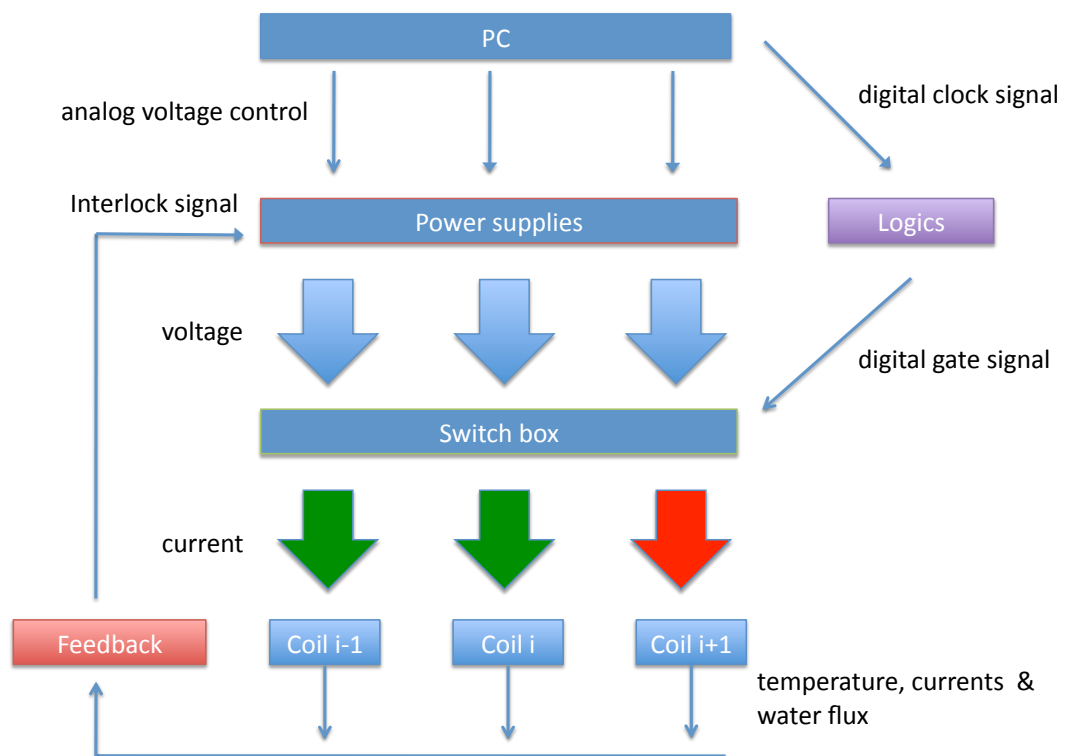 PC
analog voltage control
digital clock signal
Interlock signal
Power supplies
Logics
voltage
digital gate signal
Switch box
current
Feedback
Coil i-1
Coil i
Coil i+1
temperature, currents &
water flux